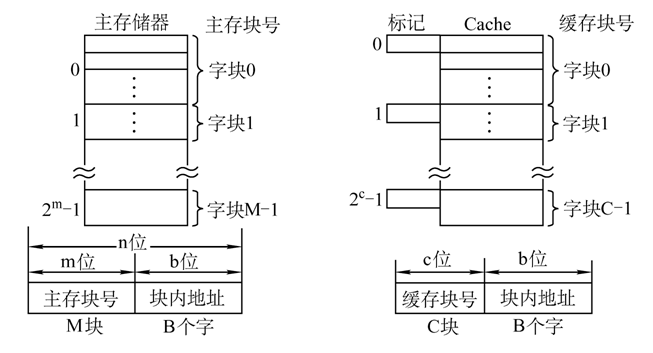 主存储器 主存块号
0 字块0
1 字块1
2^m-1 字块M-1
n位
m位 b位
主存块号 块内地址
M块 B个字
标记 Cache 缓存块号
0 字块0
1 字块1
2^c-1 字块C-1
c位 b位
缓存块号 块内地址
C块 B个字